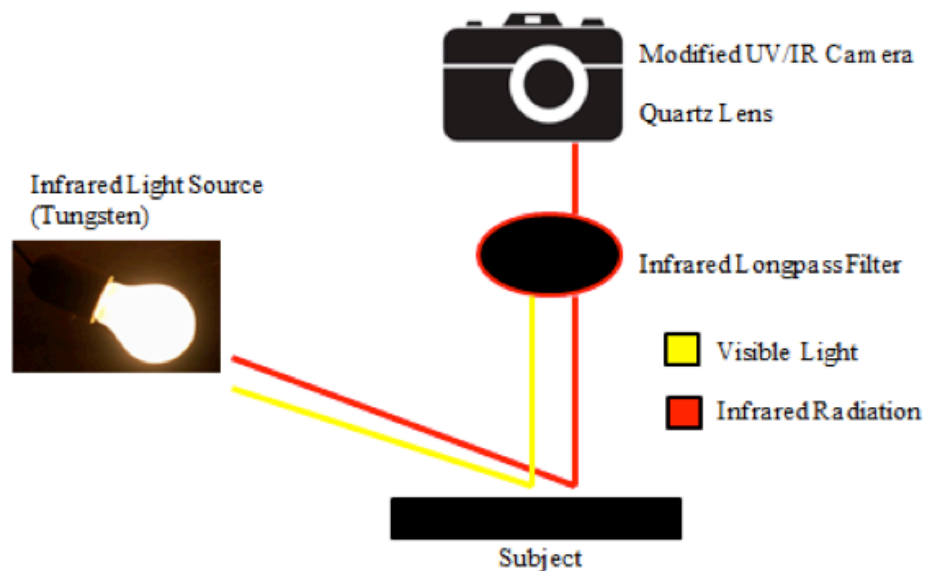 Modified UV/IR Camera
Quartz Lens
Infrared Light Source
(Tungsten)
Infrared Longpass Filter
Visible Light
Infrared Radiation
Subject